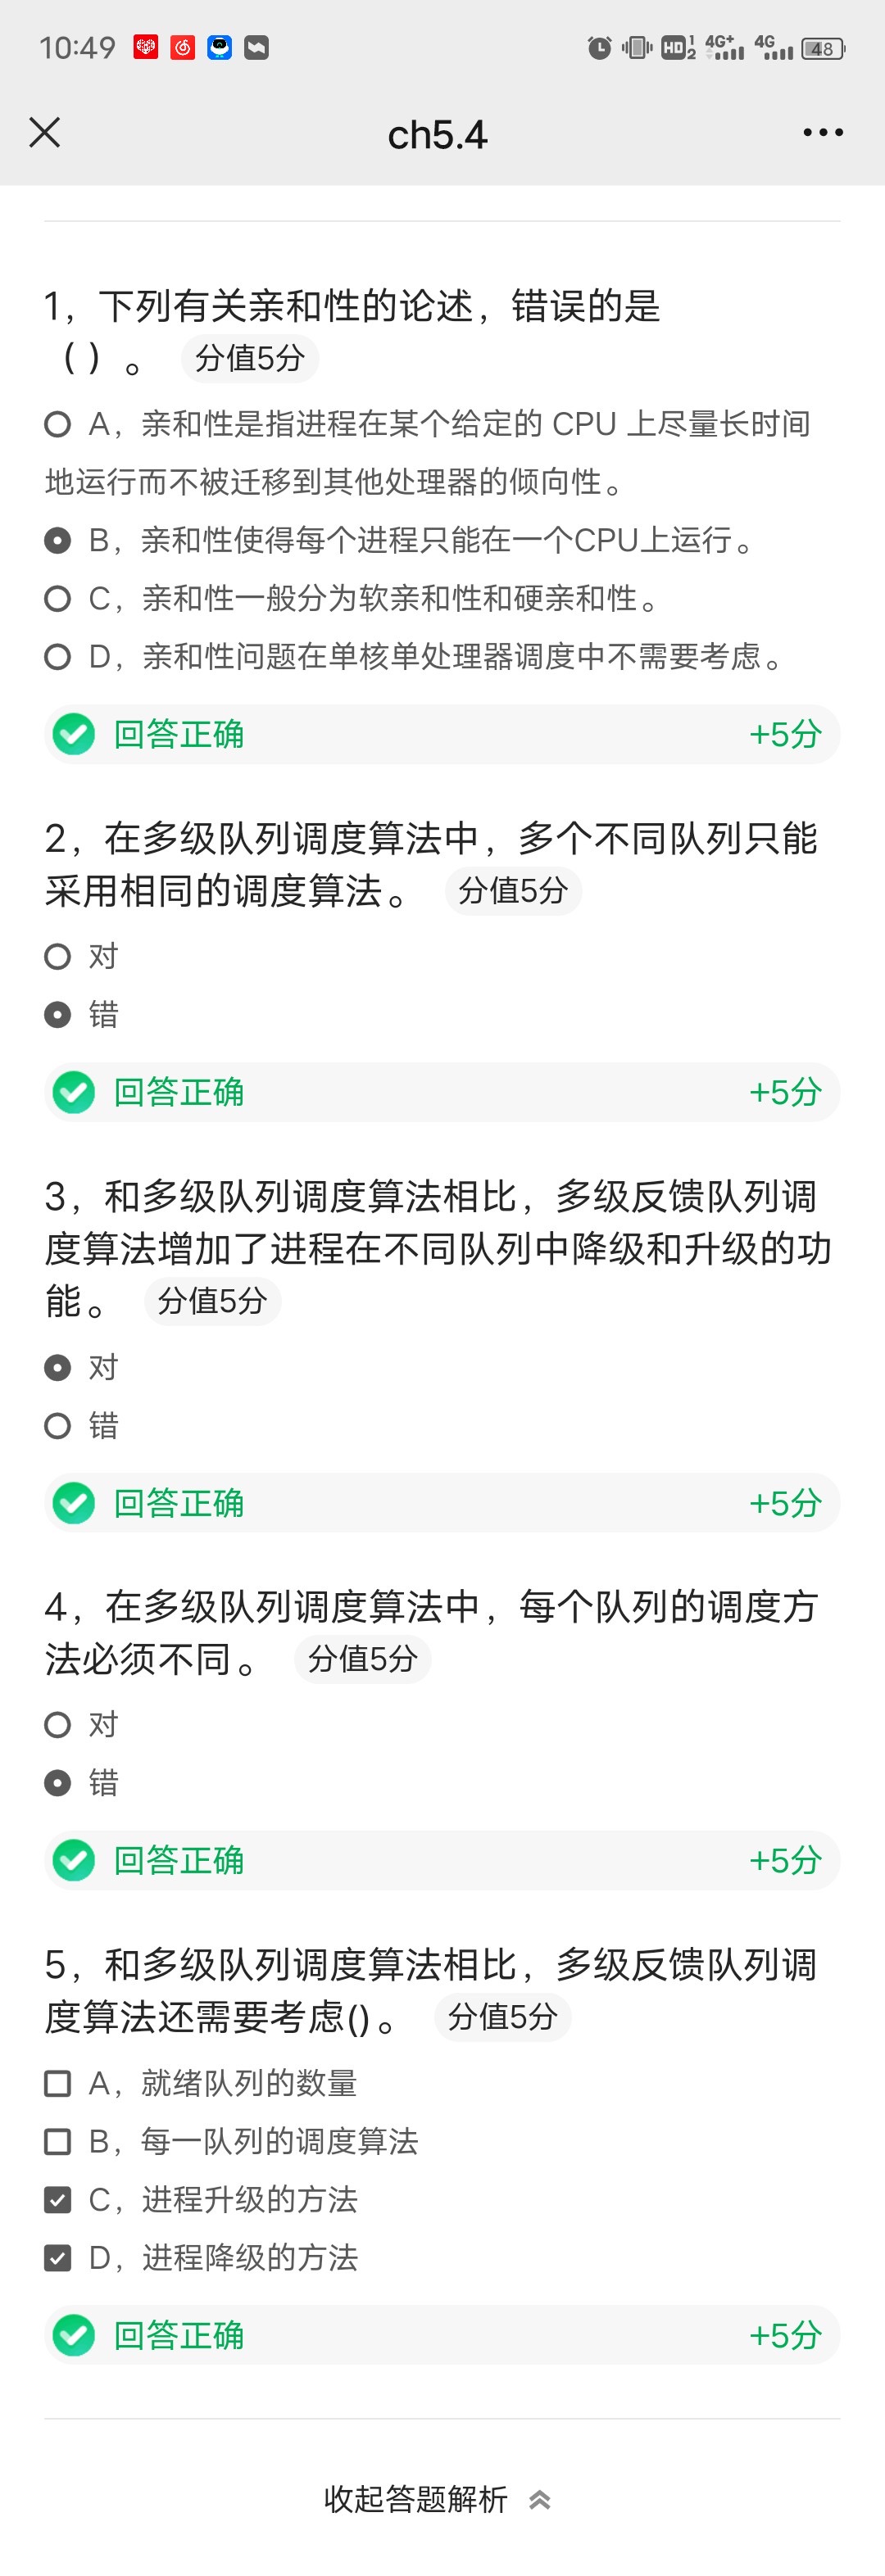 10:49
HD 1 2 4G+ 4G 48
ch5.4
1，下列有关亲和性的论述，错误的是
（ ）。 分值5分
A，亲和性是指进程在某个给定的 CPU 上尽量长时间
地运行而不被迁移到其他处理器的倾向性。
B，亲和性使得每个进程只能在一个CPU上运行。
C，亲和性一般分为软亲和性和硬亲和性。
D，亲和性问题在单核单处理器调度中不需要考虑。
回答正确 +5分
2，在多级队列调度算法中，多个不同队列只能
采用相同的调度算法。 分值5分
对
错
回答正确 +5分
3，和多级队列调度算法相比，多级反馈队列调
度算法增加了进程在不同队列中降级和升级的功
能。 分值5分
对
错
回答正确 +5分
4，在多级队列调度算法中，每个队列的调度方
法必须不同。 分值5分
对
错
回答正确 +5分
5，和多级队列调度算法相比，多级反馈队列调
度算法还需要考虑()。 分值5分
A，就绪队列的数量
B，每一队列的调度算法
C，进程升级的方法
D，进程降级的方法
回答正确 +5分
收起答题解析